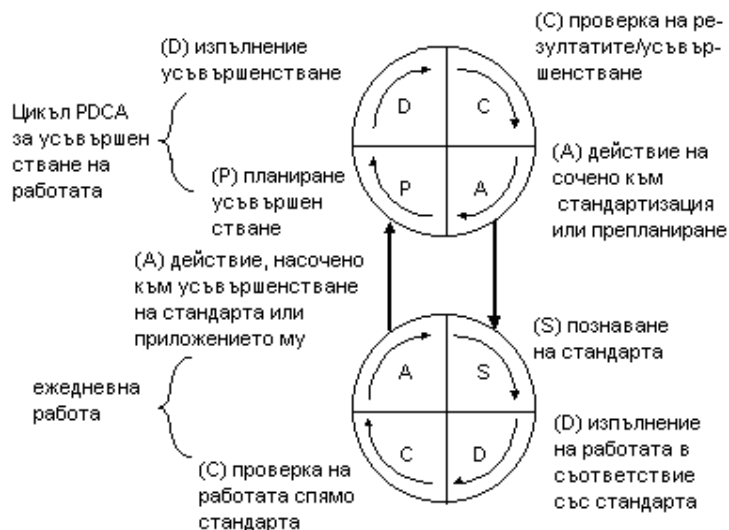 (D) изпълнение
усъвършенстване
(C) проверка на ре-
зултатите/усъвър-
шенстване
Цикъл PDCA
за усъвършен
стване на
работата
D
C
P
A
(P) планиране
усъвършен
стване
(A) действие на
сочено към
стандартизация
или препланиране
(A) действие, насочено
към усъвършенстване
на стандарта или
приложението му
(S) познаване
на стандарта
A
S
C
D
ежедневна
работа
(C) проверка на
работата спямо
стандарта
(D) изпълнение
на работата в
съответствие
със стандарта